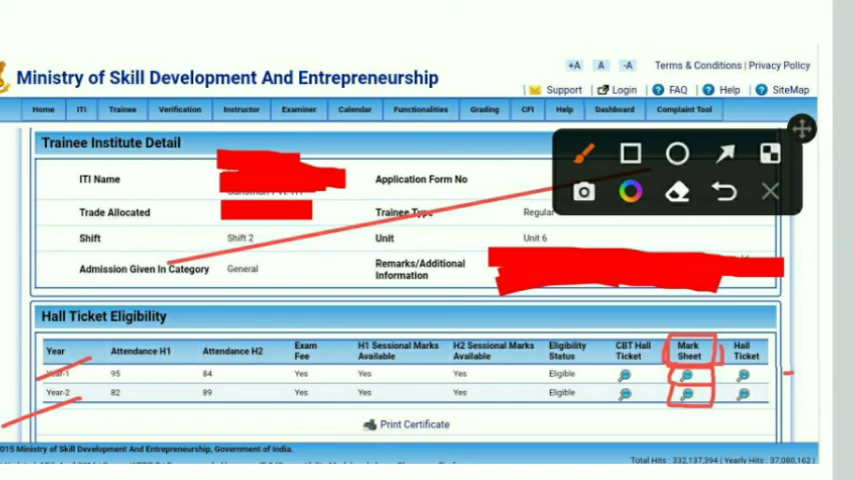 +A A -A Terms & Conditions | Privacy Policy
Ministry of Skill Development And Entrepreneurship
Support | Login | FAQ | Help | SiteMap
Home ITI Trainee Verification Instructor Examiner Calendar Functionalities Grading CFI Help Dashboard Complaint Tool
Trainee Institute Detail
ITI Name Application Form No
Trade Allocated Trainee Type Regular
Shift Shift 2 Unit Unit 6
Admission Given In Category General Remarks/Additional
Information
Hall Ticket Eligibility
Year Attendance H1 Attendance H2 Exam Fee H1 Sessional Marks Available H2 Sessional Marks Available Eligibility Status CBT Hall Ticket Mark Sheet Hall Ticket
Year-1 95 84 Yes Yes Yes Eligible
Year-2 82 89 Yes Yes Yes Eligible
Print Certificate
2015 Ministry of Skill Development And Entrepreneurship, Government of India.
Total Hits : 332,137,394 | Yearly Hits : 37,080,162 |